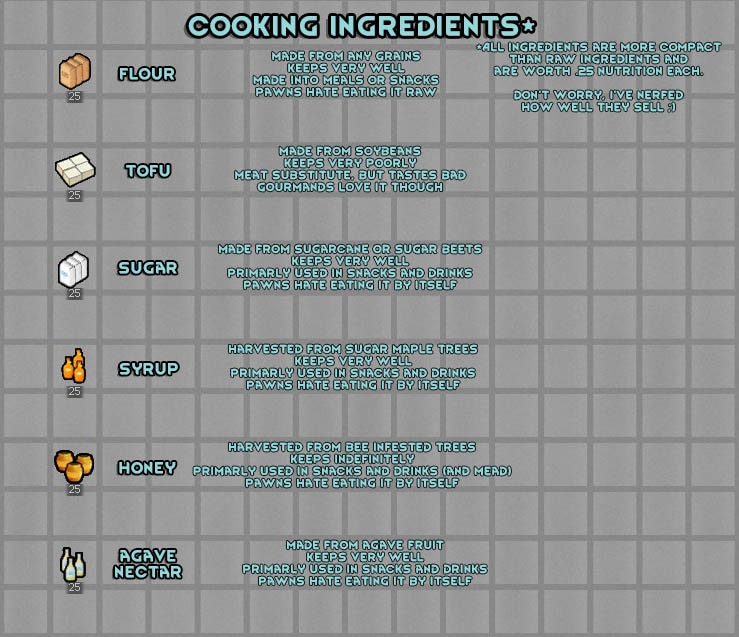 COOKING INGREDIENTS*
*ALL INGREDIENTS ARE MORE COMPACT
THAN RAW INGREDIENTS AND
ARE WORTH .25 NUTRITION EACH.
DON'T WORRY, I'VE NERFED
HOW WELL THEY SELL ;)
25
FLOUR
MADE FROM ANY GRAINS
KEEPS VERY WELL
MADE INTO MEALS OR SNACKS
PAWNS HATE EATING IT RAW
25
TOFU
MADE FROM SOYBEANS
KEEPS VERY POORLY
MEAT SUBSTITUTE, BUT TASTES BAD
GOURMANDS LOVE IT THOUGH
25
SUGAR
MADE FROM SUGARCANE OR SUGAR BEETS
KEEPS VERY WELL
PRIMARLY USED IN SNACKS AND DRINKS
PAWNS HATE EATING IT BY ITSELF
25
SYRUP
HARVESTED FROM SUGAR MAPLE TREES
KEEPS VERY WELL
PRIMARLY USED IN SNACKS AND DRINKS
PAWNS HATE EATING IT BY ITSELF
25
HONEY
HARVESTED FROM BEE INFESTED TREES
KEEPS INDEFINITELY
PRIMARLY USED IN SNACKS AND DRINKS (AND MEAD)
PAWNS HATE EATING IT BY ITSELF
25
AGAVE
NECTAR
MADE FROM AGAVE FRUIT
KEEPS VERY WELL
PRIMARLY USED IN SNACKS AND DRINKS
PAWNS HATE EATING IT BY ITSELF